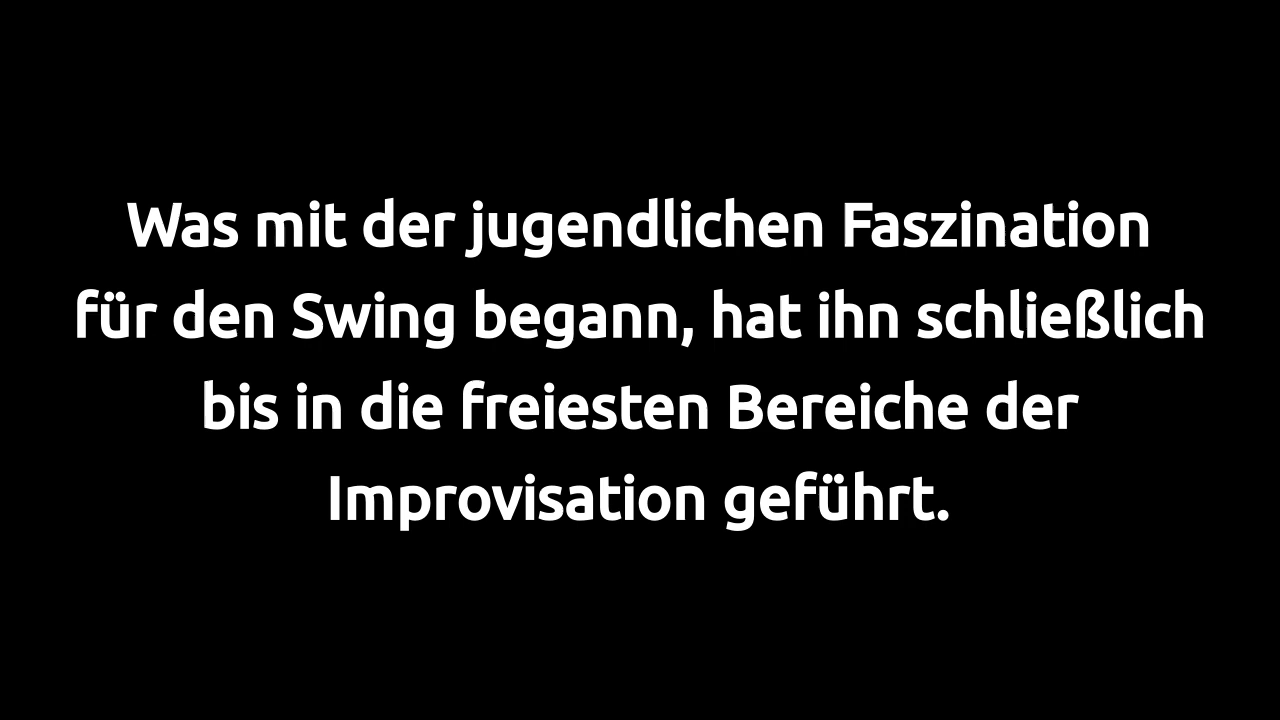 Was mit der jugendlichen Faszination
für den Swing begann, hat ihn schließlich
bis in die freiesten Bereiche der
Improvisation geführt.